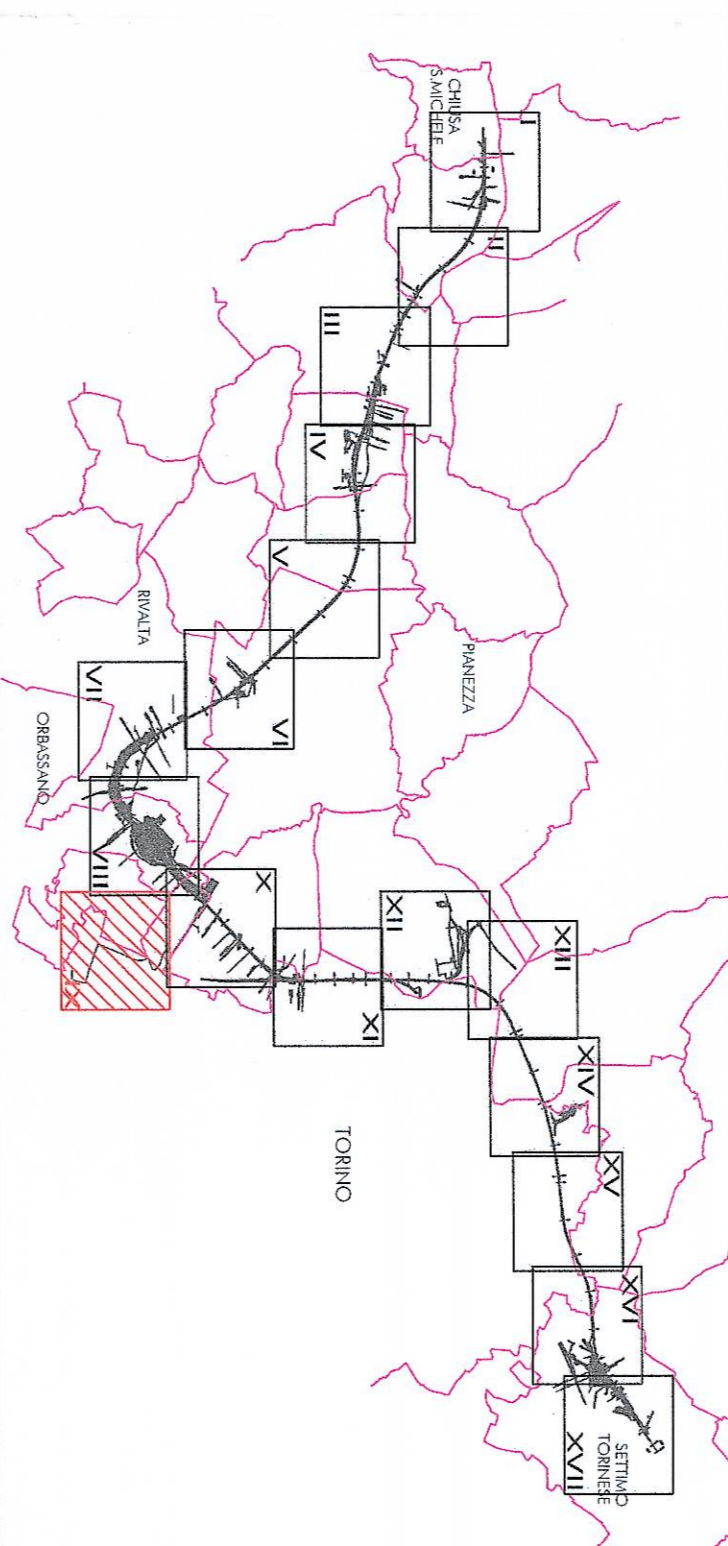 CHIUSA
S.MICHELE
I
II
III
IV
V
RIVALTA
PIANEZZA
VI
VII
ORBASSANO
VIII
IX
X
XI
XII
XIII
XIV
TORINO
XV
XVI
SETTIMO
TORINESE
XVII